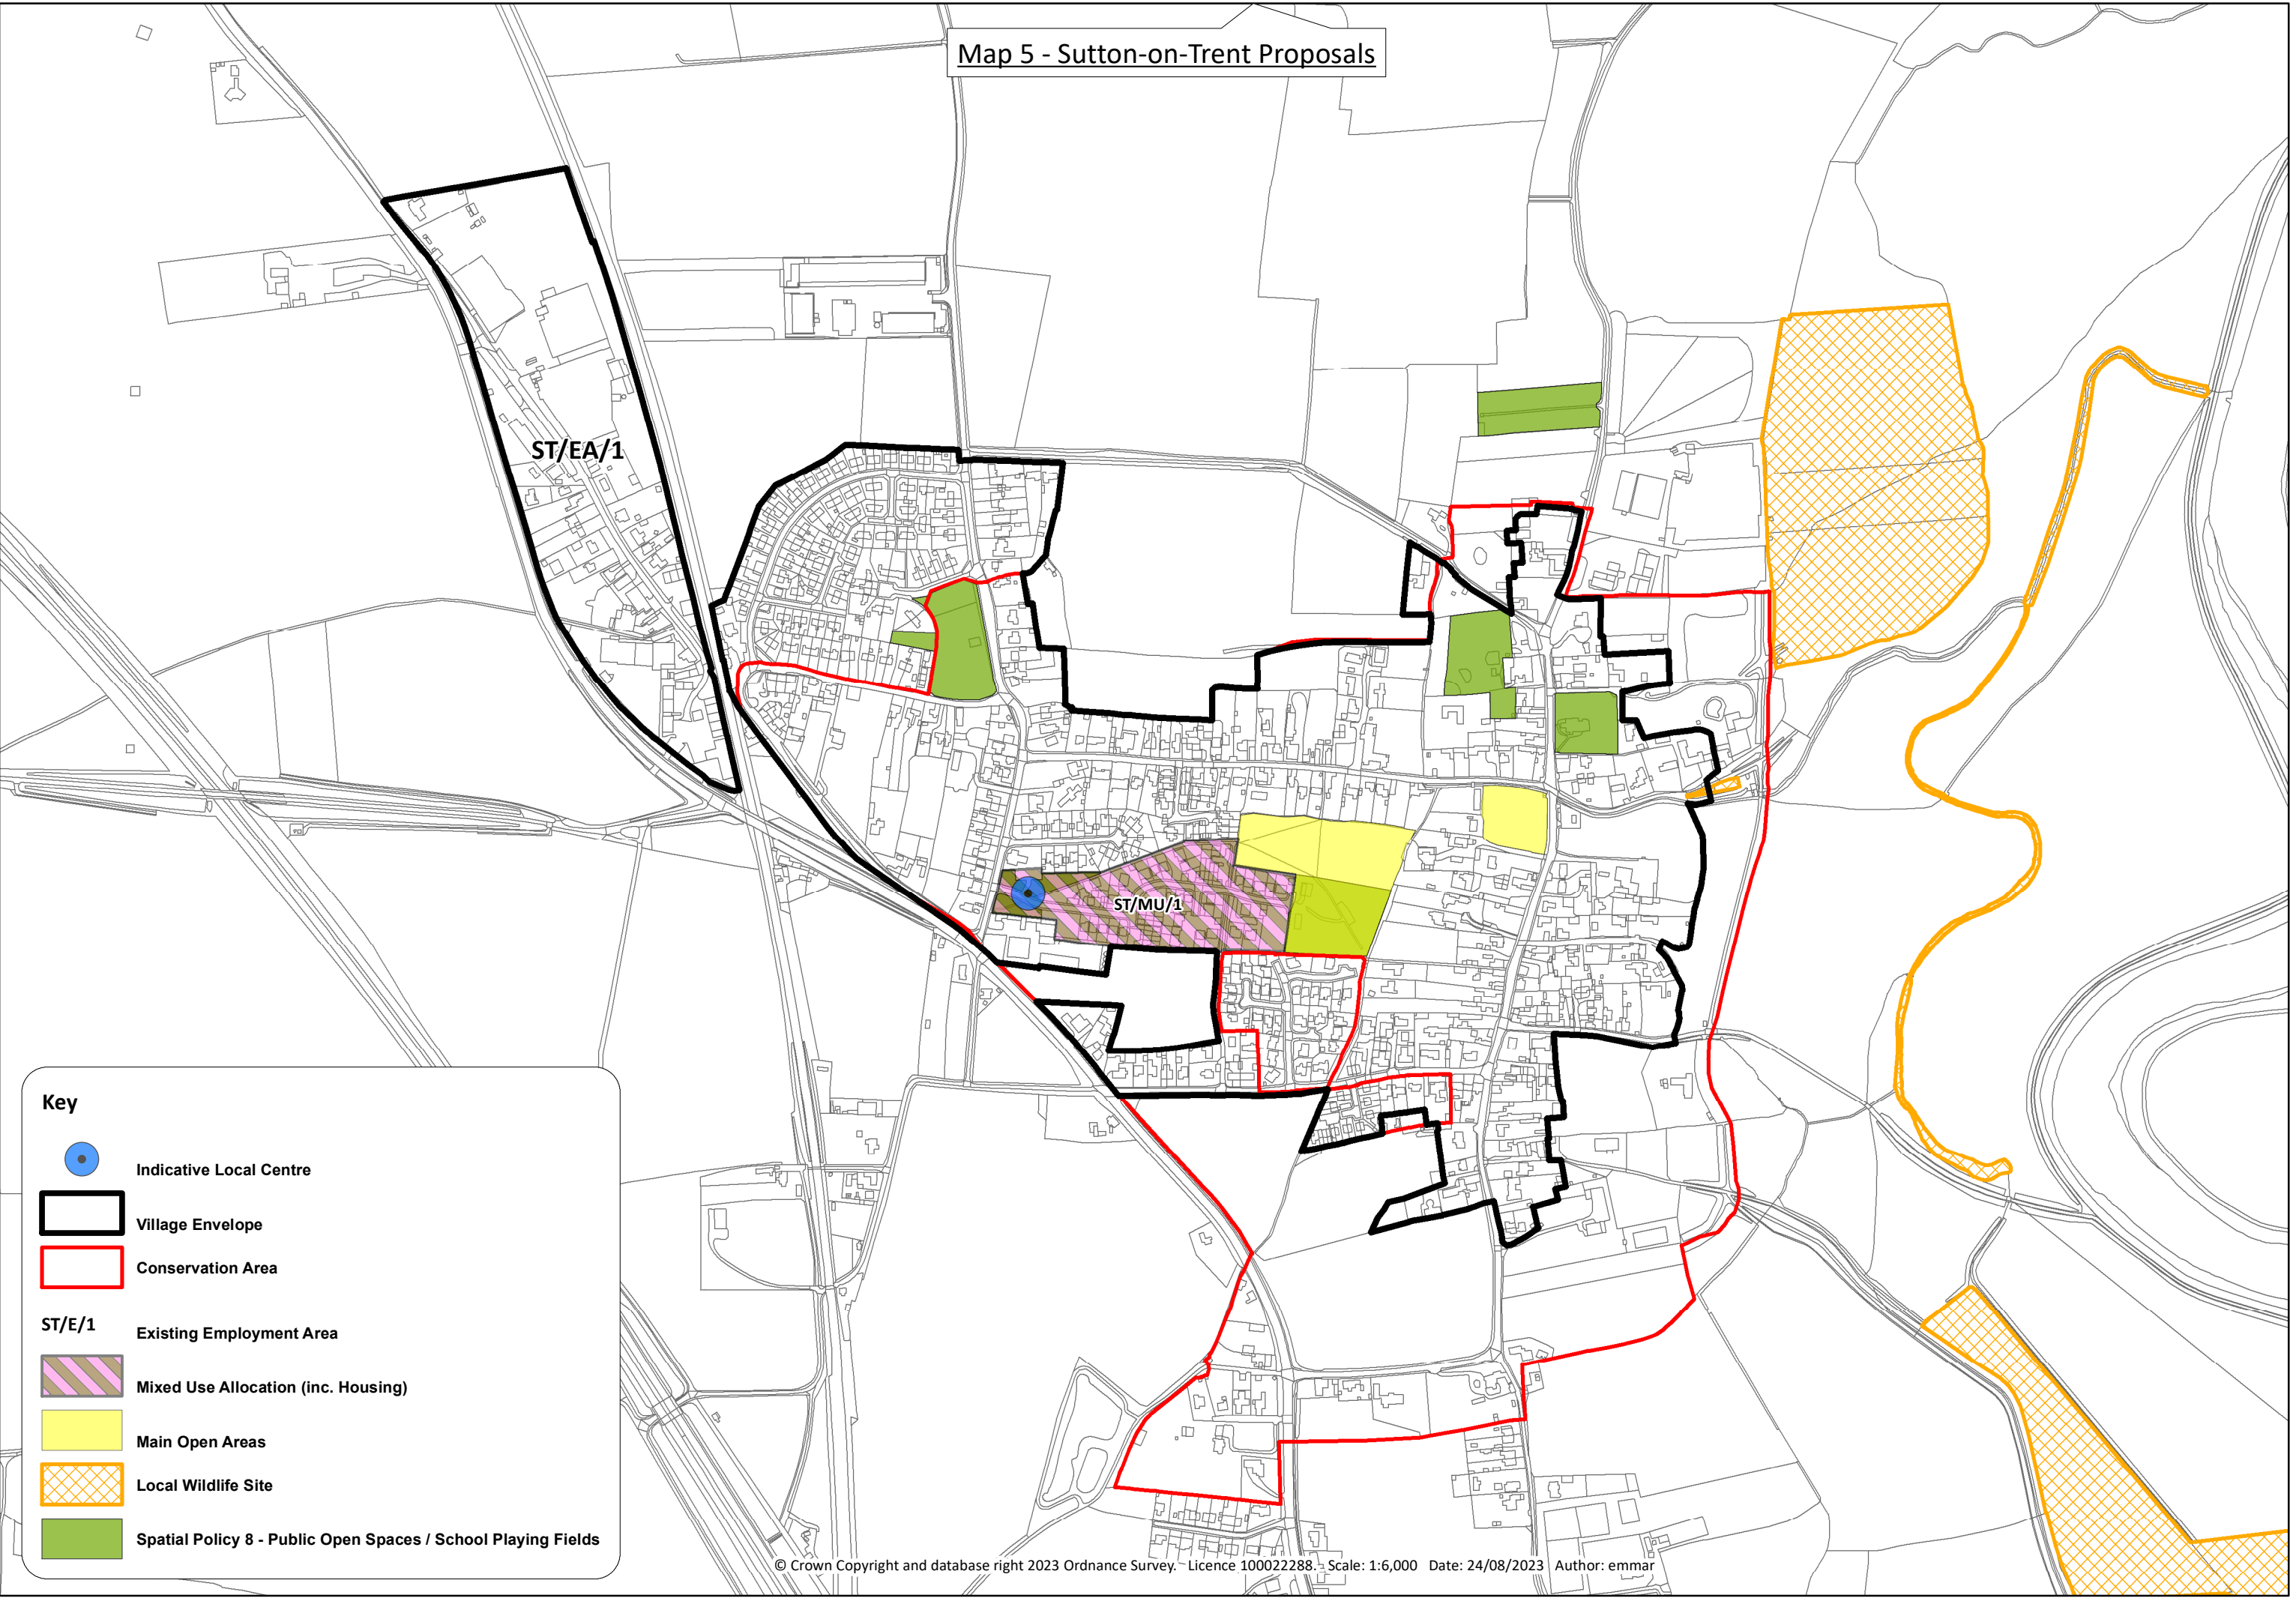 Map 5 - Sutton-on-Trent Proposals
ST/EA/1
ST/MU/1
Key
Indicative Local Centre
Village Envelope
Conservation Area
ST/E/1 Existing Employment Area
Mixed Use Allocation (inc. Housing)
Main Open Areas
Local Wildlife Site
Spatial Policy 8 - Public Open Spaces / School Playing Fields
© Crown Copyright and database right 2023 Ordnance Survey. Licence 100022288. Scale: 1:6,000 Date: 24/08/2023 Author: emmar